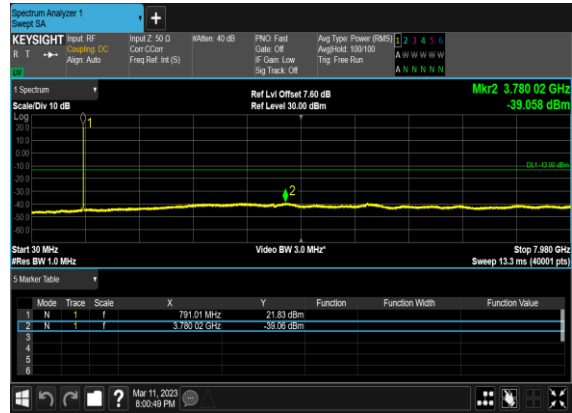 Spectrum Analyzer 1
Swept SA
+
KEYSIGHT Input: RF Input Z: 50 Ω #Atten: 40 dB PNO: Fast Avg Type: Power (RMS) 1 2 3 4 5 6
R T Coupling: DC Corr CCorr Gate: Off Avg|Hold: 100/100 A W W W W W
Align: Auto Freq Ref: Int (S) IF Gain: Low Trig: Free Run
LW Sig Track: Off A N N N N N
1 Spectrum Ref Lvl Offset 7.60 dB Mkr2 3.780 02 GHz
Scale/Div 10 dB Ref Level 30.00 dBm -39.058 dBm
Log
20.0
10.0
0.00
-10.0
-20.0
-30.0
-40.0
-50.0
-60.0
1
DL1 -13.00 dBm
2
Start 30 MHz Video BW 3.0 MHz* Stop 7.980 GHz
#Res BW 1.0 MHz Sweep 13.3 ms (40001 pts)
5 Marker Table
Mode Trace Scale X Y Function Function Width Function Value
1 N 1 f 791.01 MHz 21.83 dBm
2 N 1 f 3.780 02 GHz -39.06 dBm
3
4
5
6
? Mar 11, 2023
8:00:49 PM